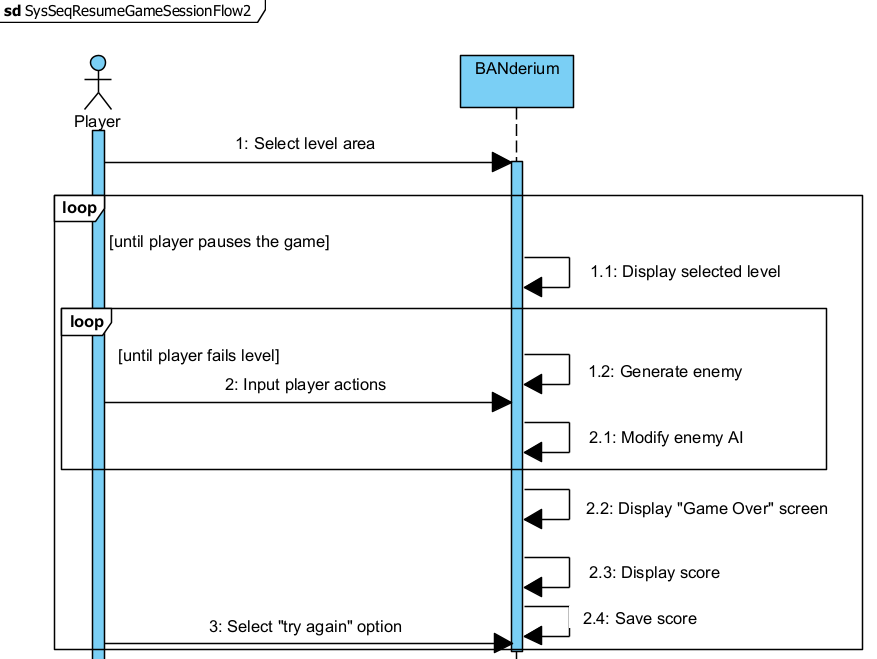 sd SysSeqResumeGameSessionFlow2
Player
BANderium
1: Select level area
loop
[until player pauses the game]
1.1: Display selected level
loop
[until player fails level]
1.2: Generate enemy
2: Input player actions
2.1: Modify enemy AI
2.2: Display "Game Over" screen
2.3: Display score
2.4: Save score
3: Select "try again" option